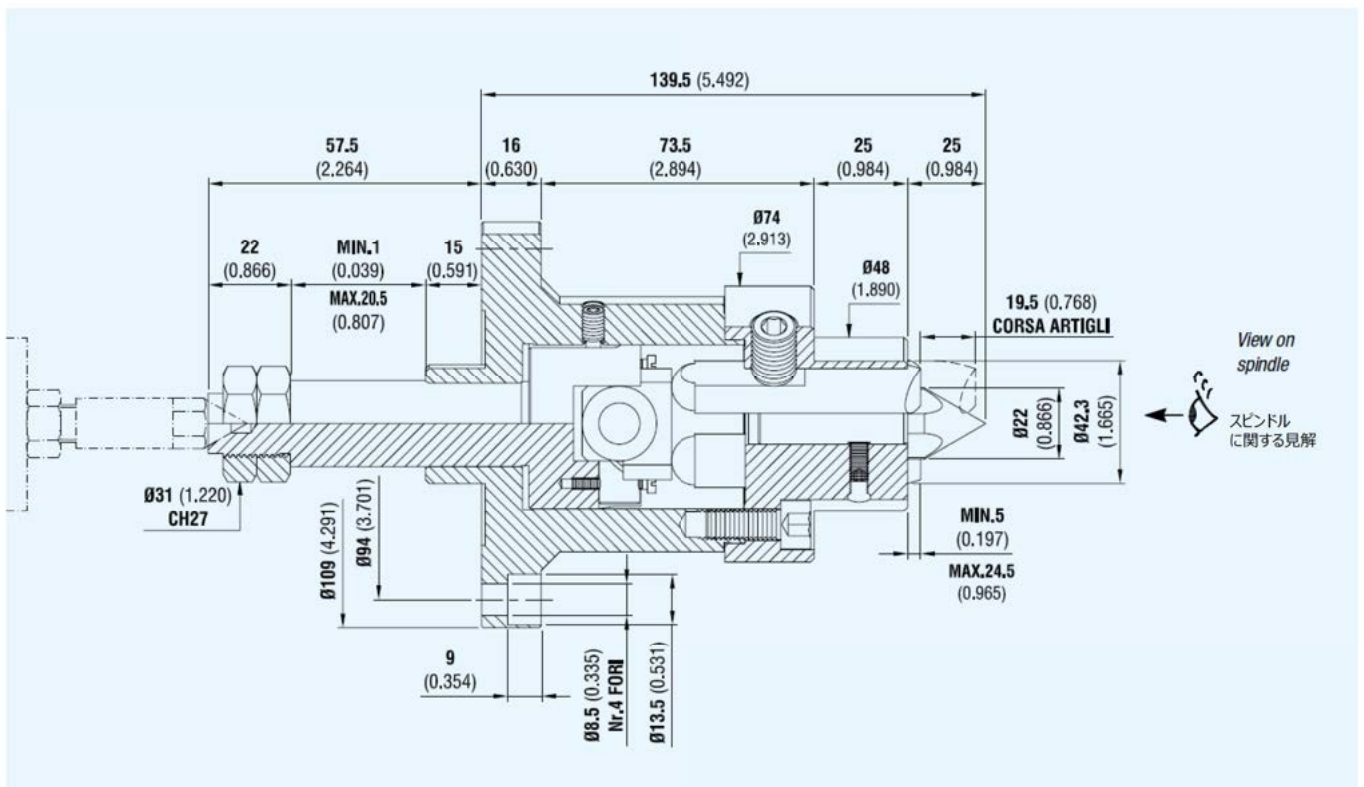 139.5 (5.492)
57.5
(2.264)
16
(0.630)
73.5
(2.894)
25
(0.984)
25
(0.984)
22
(0.866)
MIN.1
(0.039)
MAX.20.5
(0.807)
15
(0.591)
Ø74
(2.913)
Ø48
(1.890)
19.5 (0.768)
CORSA ARTIGLI
View on
spindle
スピンドル
に関する見解
Ø22
(0.866)
Ø42.3
(1.665)
Ø31 (1.220)
CH27
Ø109 (4.291)
Ø94 (3.701)
MIN.5
(0.197)
MAX.24.5
(0.965)
9
(0.354)
Ø8.5 (0.335)
Nr.4 FORI
Ø13.5 (0.531)